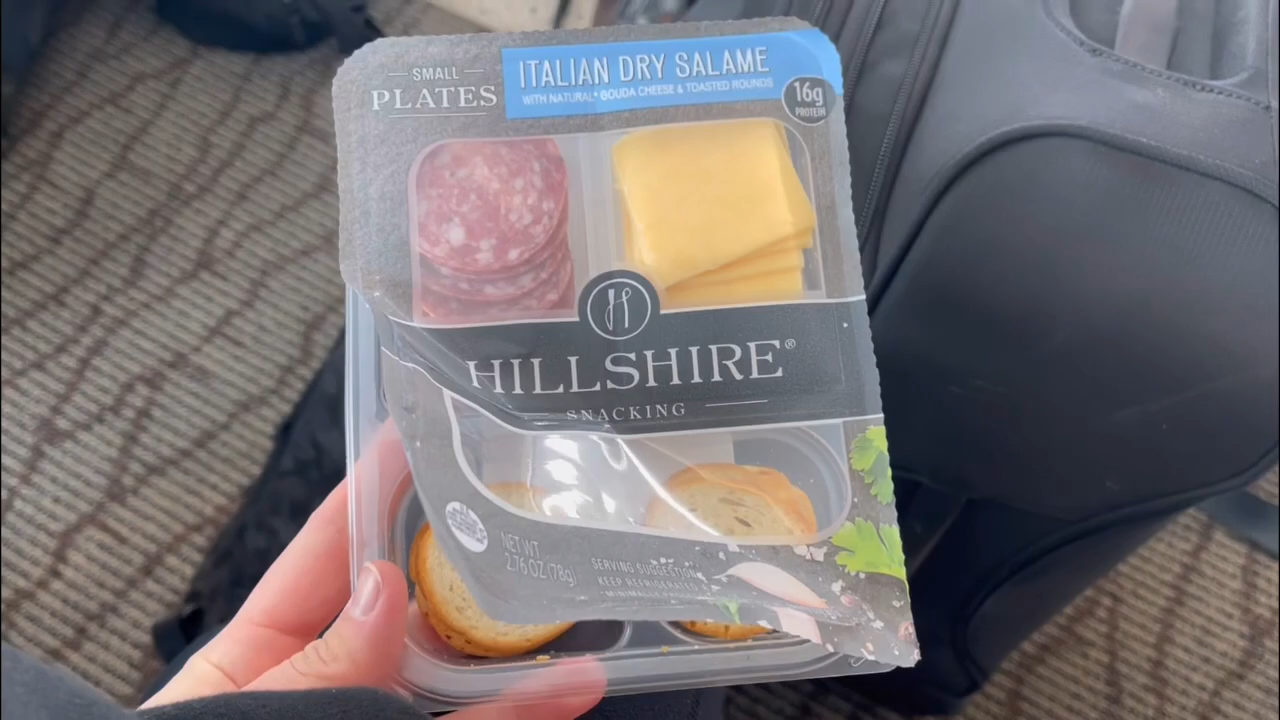 SMALL
PLATES
ITALIAN DRY SALAME
WITH NATURAL* GOUDA CHEESE & TOASTED ROUNDS
16g
PROTEIN
HILLSHIRE®
SNACKING
NET WT
2.76 OZ (78g)
SERVING SUGGESTION
KEEP REFRIGERATED
*MINIMALLY